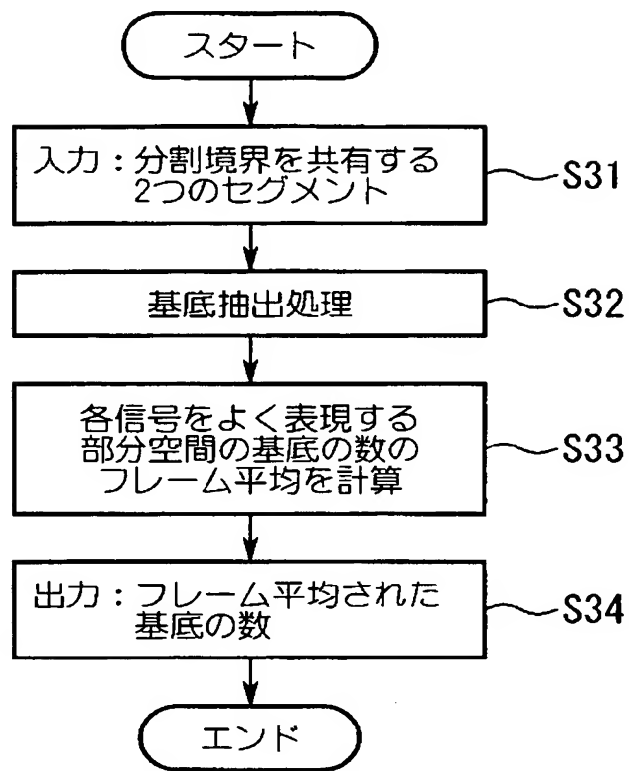 スタート
入力：分割境界を共有する
2つのセグメント
S31
基底抽出処理
S32
各信号をよく表現する
部分空間の基底の数の
フレーム平均を計算
S33
出力：フレーム平均された
基底の数
S34
エンド